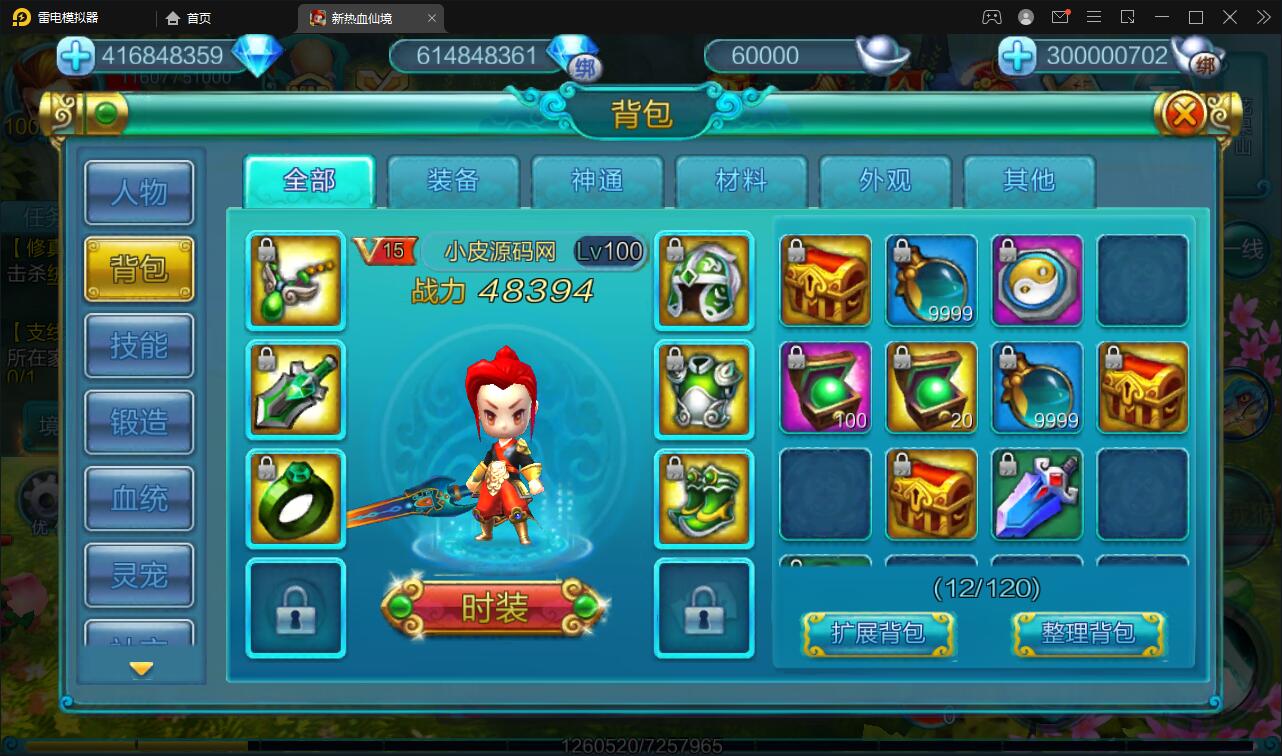 雷电模拟器
首页
新热血仙境
416848359
614848361
绑
60000
300000702
绑
背包
人物
背包
技能
锻造
血统
灵宠
全部
装备
神通
材料
外观
其他
V15
小皮源码网
Lv100
战力 48394
时装
9999
100
20
9999
(12/120)
扩展背包
整理背包
1260520/7257965